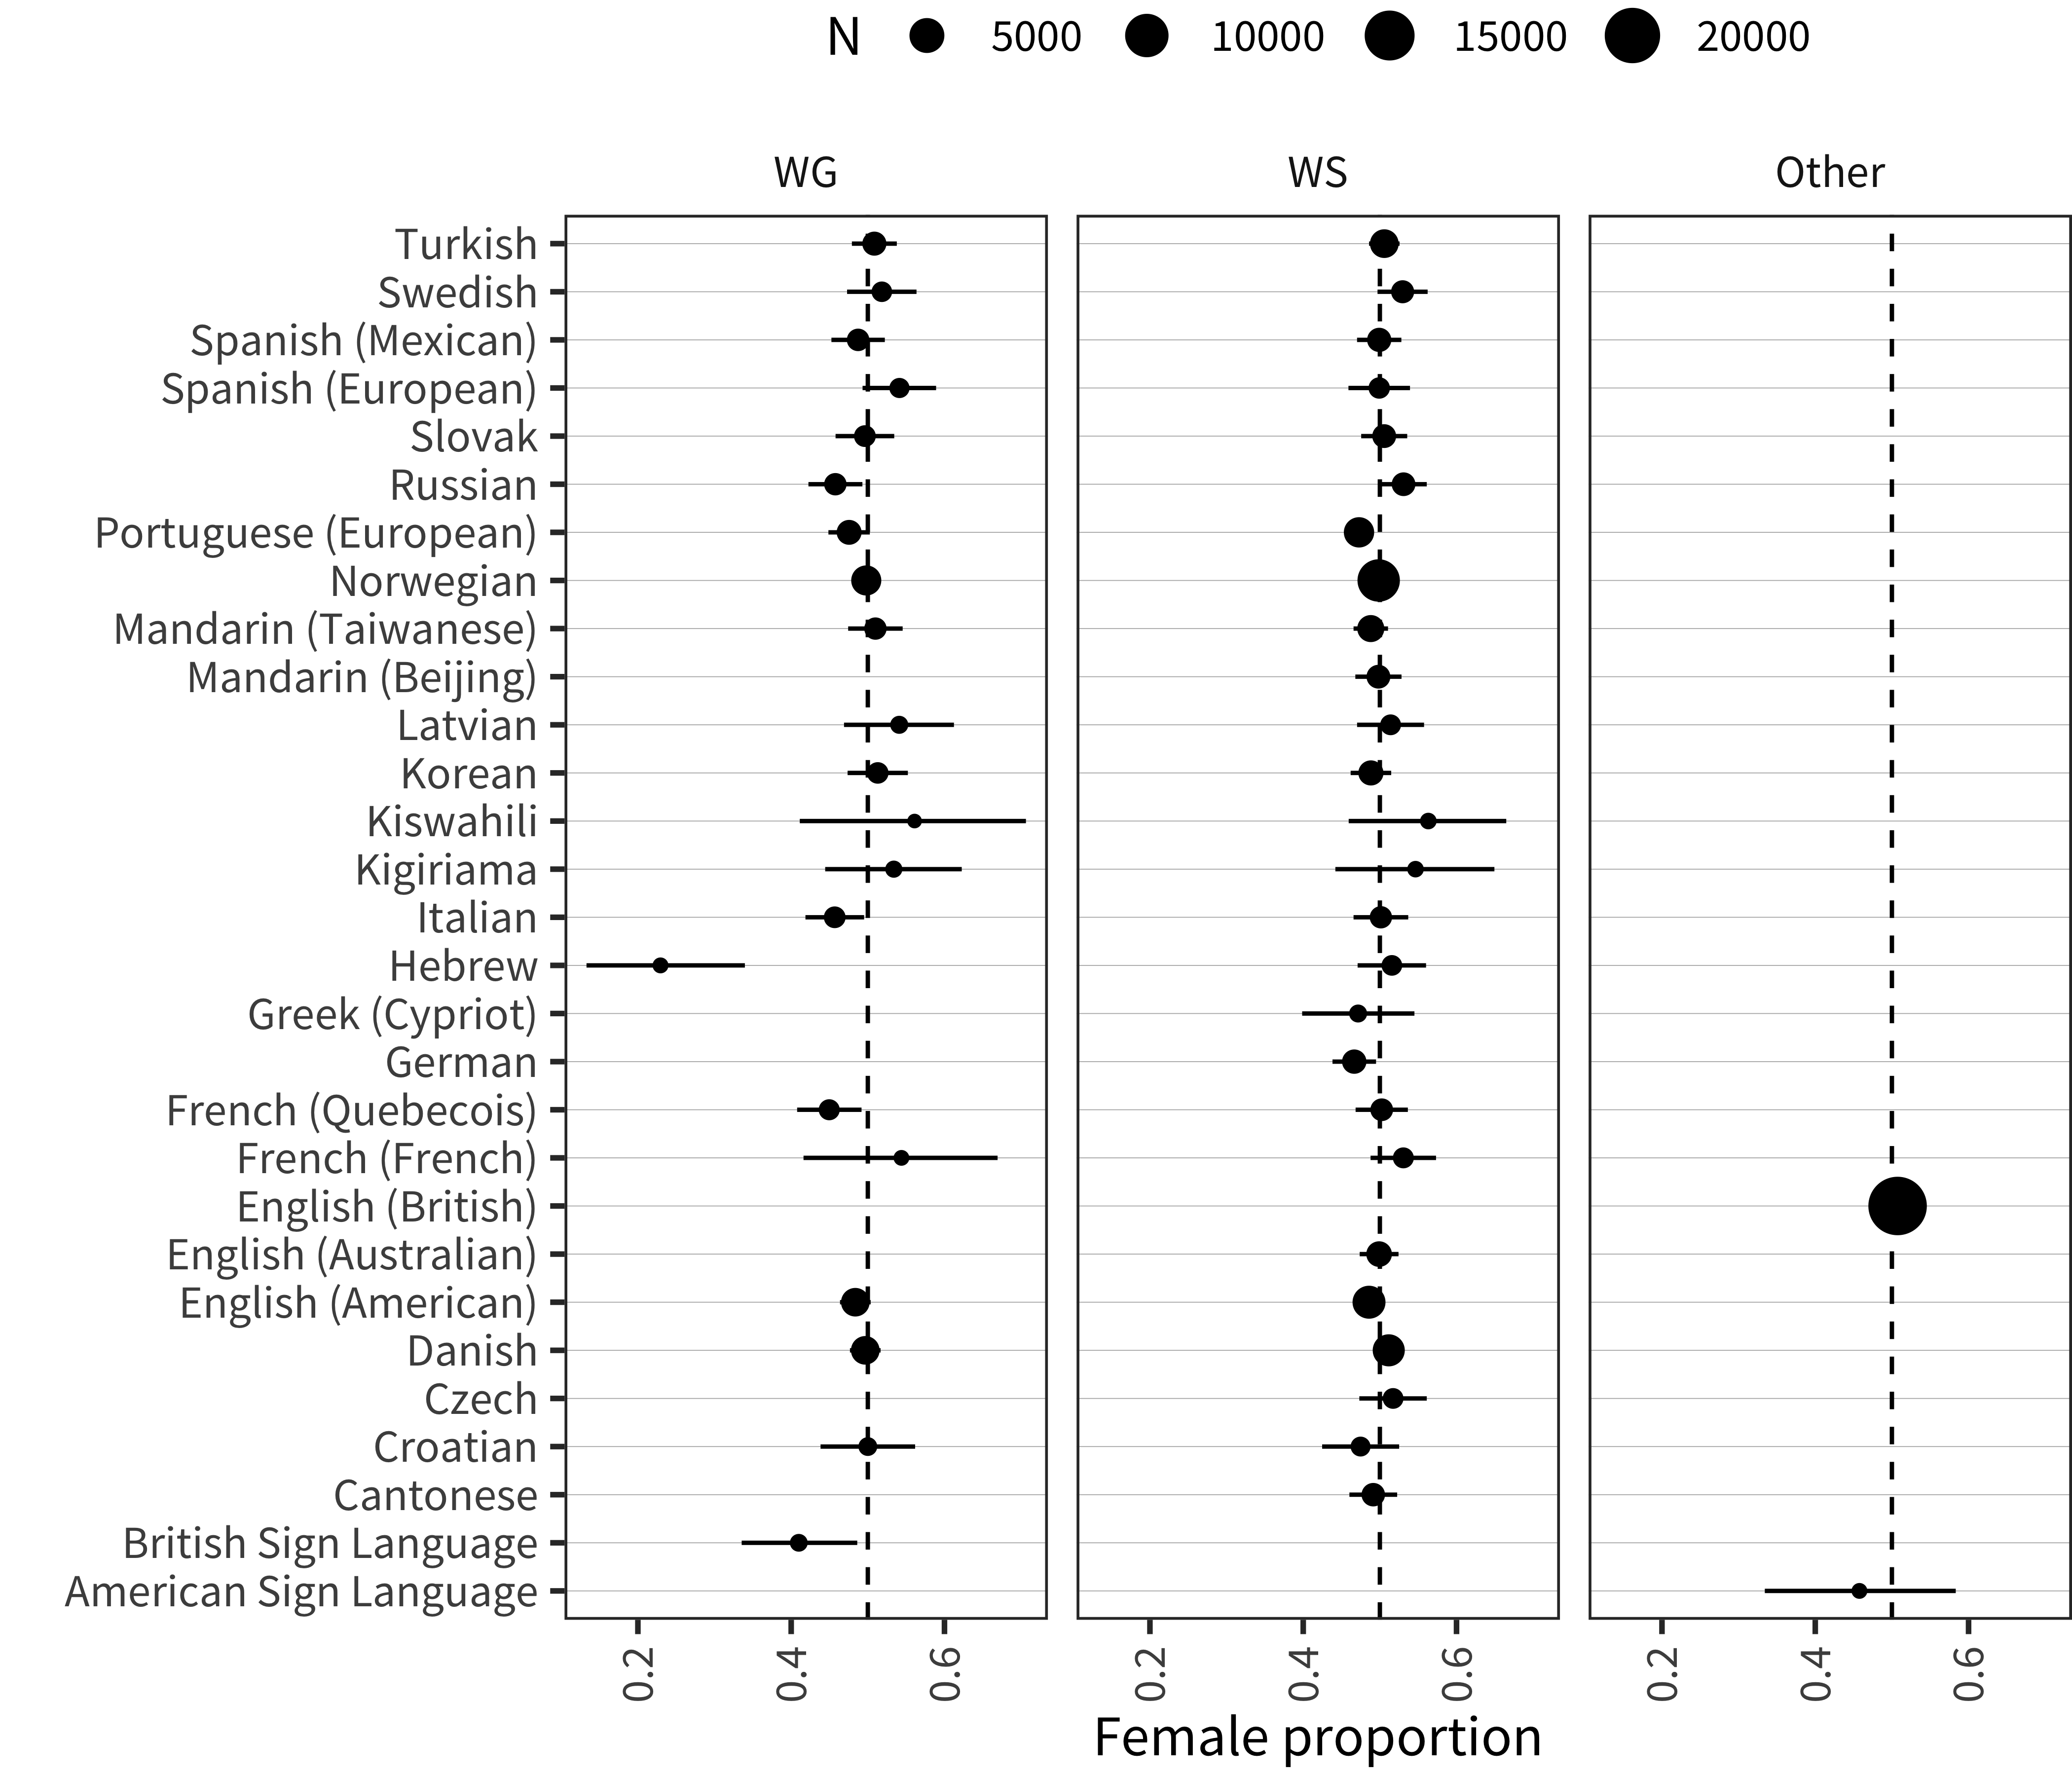 N 5000 10000 15000 20000
WG WS Other
Turkish
Swedish
Spanish (Mexican)
Spanish (European)
Slovak
Russian
Portuguese (European)
Norwegian
Mandarin (Taiwanese)
Mandarin (Beijing)
Latvian
Korean
Kiswahili
Kigiriama
Italian
Hebrew
Greek (Cypriot)
German
French (Quebecois)
French (French)
English (British)
English (Australian)
English (American)
Danish
Czech
Croatian
Cantonese
British Sign Language
American Sign Language
0.2 0.4 0.6 0.2 0.4 0.6 0.2 0.4 0.6
Female proportion